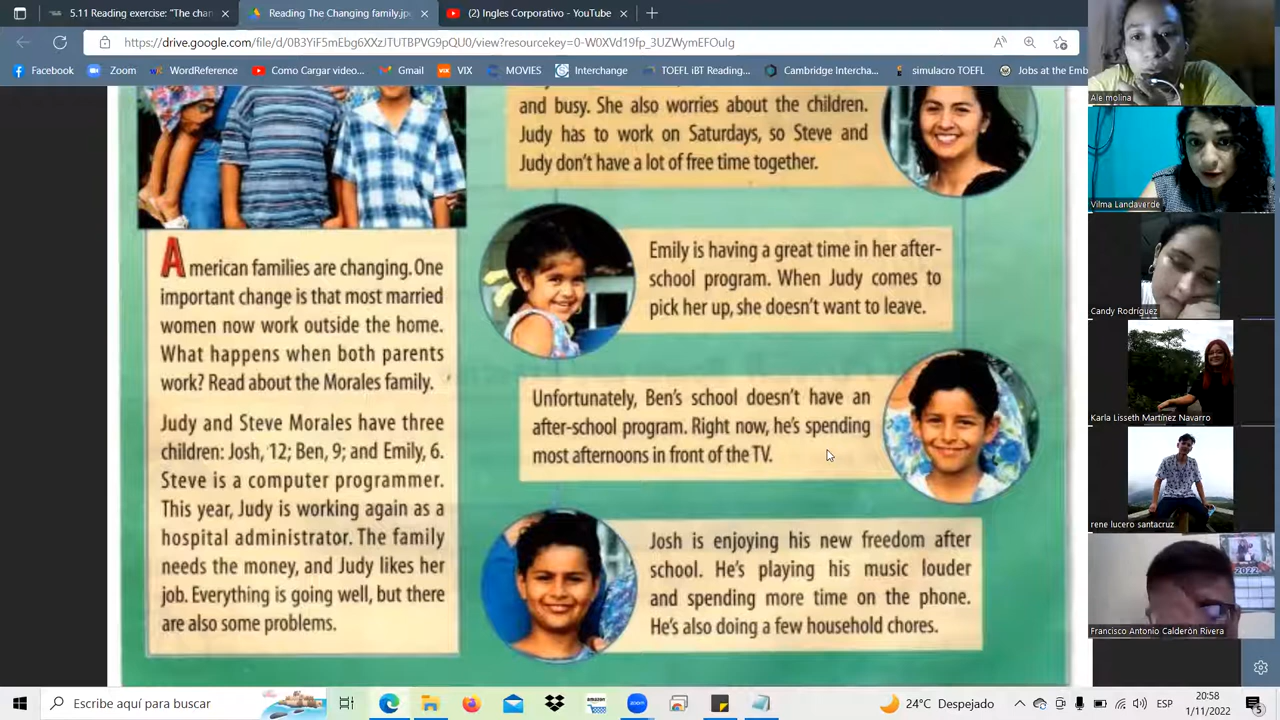 5.11 Reading exercise: "The chan
Reading The Changing family.jp
Ingles Corporativo - YouTube
https://drive.google.com/file/d/0B3YiF5mEbg6XXzJTUTBPVG9pQU0/view?resourcekey=0-W0XVd19fp_3UZWymEFOuIg
Facebook
Zoom
WordReference
Como Cargar video...
Gmail
VIX
MOVIES
Interchange
TOEFL iBT Reading...
Cambridge Intercha...
simulacro TOEFL
Jobs at the Emb
and busy. She also worries about the children.
Judy has to work on Saturdays, so Steve and
Judy don't have a lot of free time together.
American families are changing. One
important change is that most married
women now work outside the home.
What happens when both parents
work? Read about the Morales family.
Judy and Steve Morales have three
children: Josh, 12; Ben, 9; and Emily, 6.
Steve is a computer programmer.
This year, Judy is working again as a
hospital administrator. The family
needs the money, and Judy likes her
job. Everything is going well, but there
are also some problems.
Emily is having a great time in her after-
school program. When Judy comes to
pick her up, she doesn't want to leave.
Unfortunately, Ben's school doesn't have an
after-school program. Right now, he's spending
most afternoons in front of the TV.
Josh is enjoying his new freedom after
school. He's playing his music louder
and spending more time on the phone.
He's also doing a few household chores.
Ale molina
Vilma Landaverde
Candy Rodríguez
Karla Lisseth Martínez Navarro
rene lucero santacruz
2022
Francisco Antonio Calderòn Rivera
Escribe aquí para buscar
amazon
zoom
24°C Despejado
ESP
20:58
1/11/2022
5